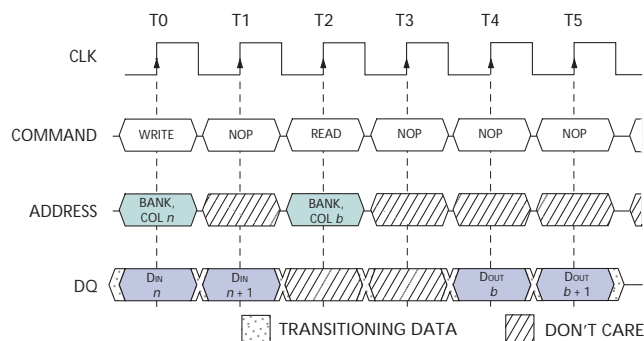 T0 T1 T2 T3 T4 T5
CLK
COMMAND WRITE NOP READ NOP NOP NOP
ADDRESS BANK, COL n BANK, COL b
DQ DIN n DIN n + 1 DOUT b DOUT b + 1
TRANSITIONING DATA DON'T CARE